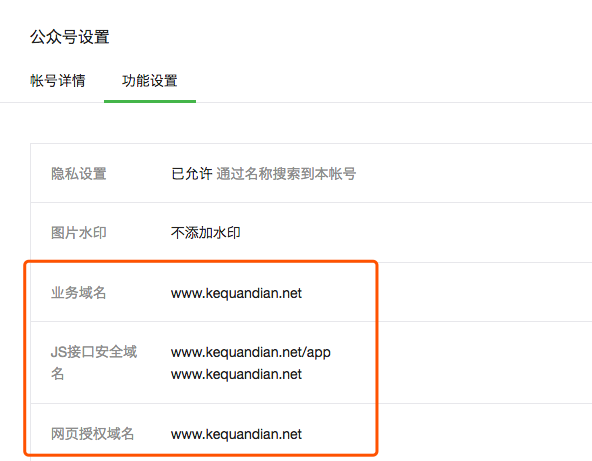 公众号设置
帐号详情 功能设置
隐私设置 已允许 通过名称搜索到本帐号
图片水印 不添加水印
业务域名 www.kequandian.net
JS接口安全域 www.kequandian.net/app
名 www.kequandian.net
网页授权域名 www.kequandian.net